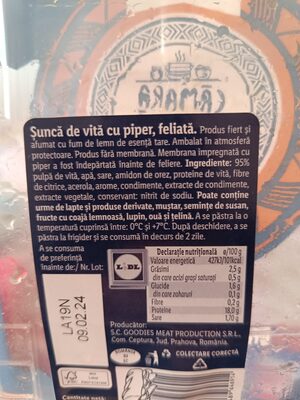 CĂMARA
Șuncă de vită cu piper, feliată. Produs fiert și
afumat cu fum de lemn de esență tare. Ambalat în atmosferă
protectoare. Produs fără membrană. Membrana impregnată cu
piper a fost îndepărtată înainte de feliere. Ingrediente: 95%
pulpă de vită, apă, sare, amidon de orez, proteine de vită, fibre
de citrice, acerola, arome, condimente, extracte de condimente,
extracte vegetale, conservant: nitrit de sodiu. Poate conține
urme de lapte și produse derivate, muștar, semințe de susan,
fructe cu coajă lemnoasă, lupin, ouă și țelină. A se păstra la o
temperatură cuprinsă între: 0°C și +7°C. După deschidere, a se
păstra la frigider și se consumă în decurs de 2 zile.
A se consuma
de preferință
înainte de:/ Nr. Lot:
LA19N
09.02.24
LIDL
Declarație nutrițională e/100 g
Valoare energetică 427kJ/101kcal
Grăsimi 2,5 g
din care acizi grași saturați 0,5 g
Glucide 1,6 g
din care zaharuri 0,1 g
Fibre 0,2 g
Proteine 18,0 g
Sare 1,70 g
Producător:
S.C. GOODIES MEAT PRODUCTION S.R.L.
Com. Ceptura, Jud. Prahova, România.
COLECTARE CORECTĂ
FSC
Cantitate netă: